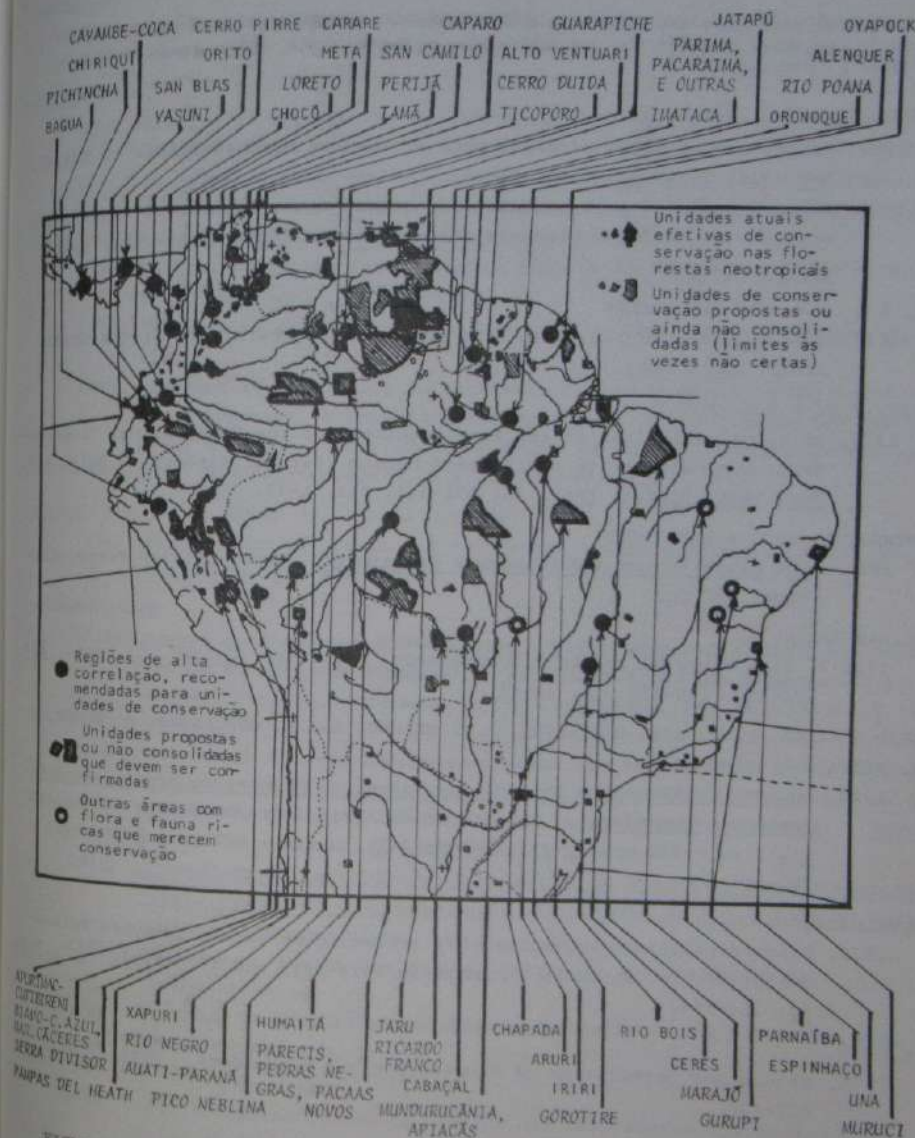 CAYAMBE-COCA CERRO PIRRE CARARE CAPARO GUARAPICHE JATAPÚ OYAPOCK
CHIRIQUÍ ORITO META SAN CAMILO ALTO VENTUARI PARIMA, PACARAIMA, E OUTRAS ALENQUER
PICHINCHA SAN BLAS LORETO PERIJÁ CERRO DUIDA RIO POANA
BAGUA YASUNI CHOCÓ TAMÁ TICOPORO IMATACA ORONOQUE
Unidades atuais
efetivas de con-
servação nas flo-
restas neotropicais
Unidades de conser-
vação propostas ou
ainda não consoli-
dadas (limites às
vezes não certas)
Regiões de alta
correlação, reco-
mendadas para uni-
dades de conservação
Unidades propostas
ou não consolidadas
que devem ser con-
firmadas
Outras áreas com
flora e fauna ri-
cas que merecem
conservação
APURÍMAC-
CUTIBIRENI
C.AZUL,
CÁCERES
SERRA DIVISOR
PAMPAS DEL HEATH
XAPURI
RIO NEGRO
AUATI-PARANÁ
PICO NEBLINA
HUMAITÁ
PARECIS,
PEDRAS NE-
GRAS, PACAAS
NOVOS
JARU
RICARDO
FRANCO
CABAÇAL
MUNDURUCÂNIA,
APIACÁS
CHAPADA
ARURI
IRIRI
GOROTIRE
RIO BOIS
CERES
MARAJÓ
GURUPI
PARNAÍBA
ESPINHAÇO
UNA
MURUCI